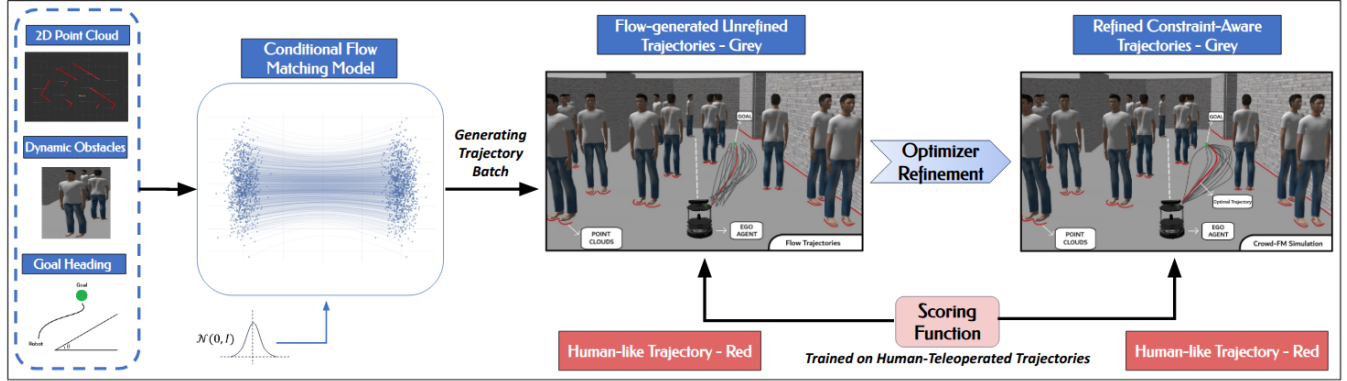 2D Point Cloud
Dynamic Obstacles
Goal Heading
Goal
Robot
θ
Conditional Flow
Matching Model
𝒩(0, I)
Generating
Trajectory
Batch
Flow-generated Unrefined
Trajectories - Grey
GOAL
POINT
CLOUDS
EGO
AGENT
Flow Trajectories
Optimizer
Refinement
Refined Constraint-Aware
Trajectories - Grey
GOAL
Optimal Trajectory
POINT
CLOUDS
EGO
AGENT
Crowd-FM Simulation
Scoring
Function
Trained on Human-Teleoperated Trajectories
Human-like Trajectory - Red
Human-like Trajectory - Red